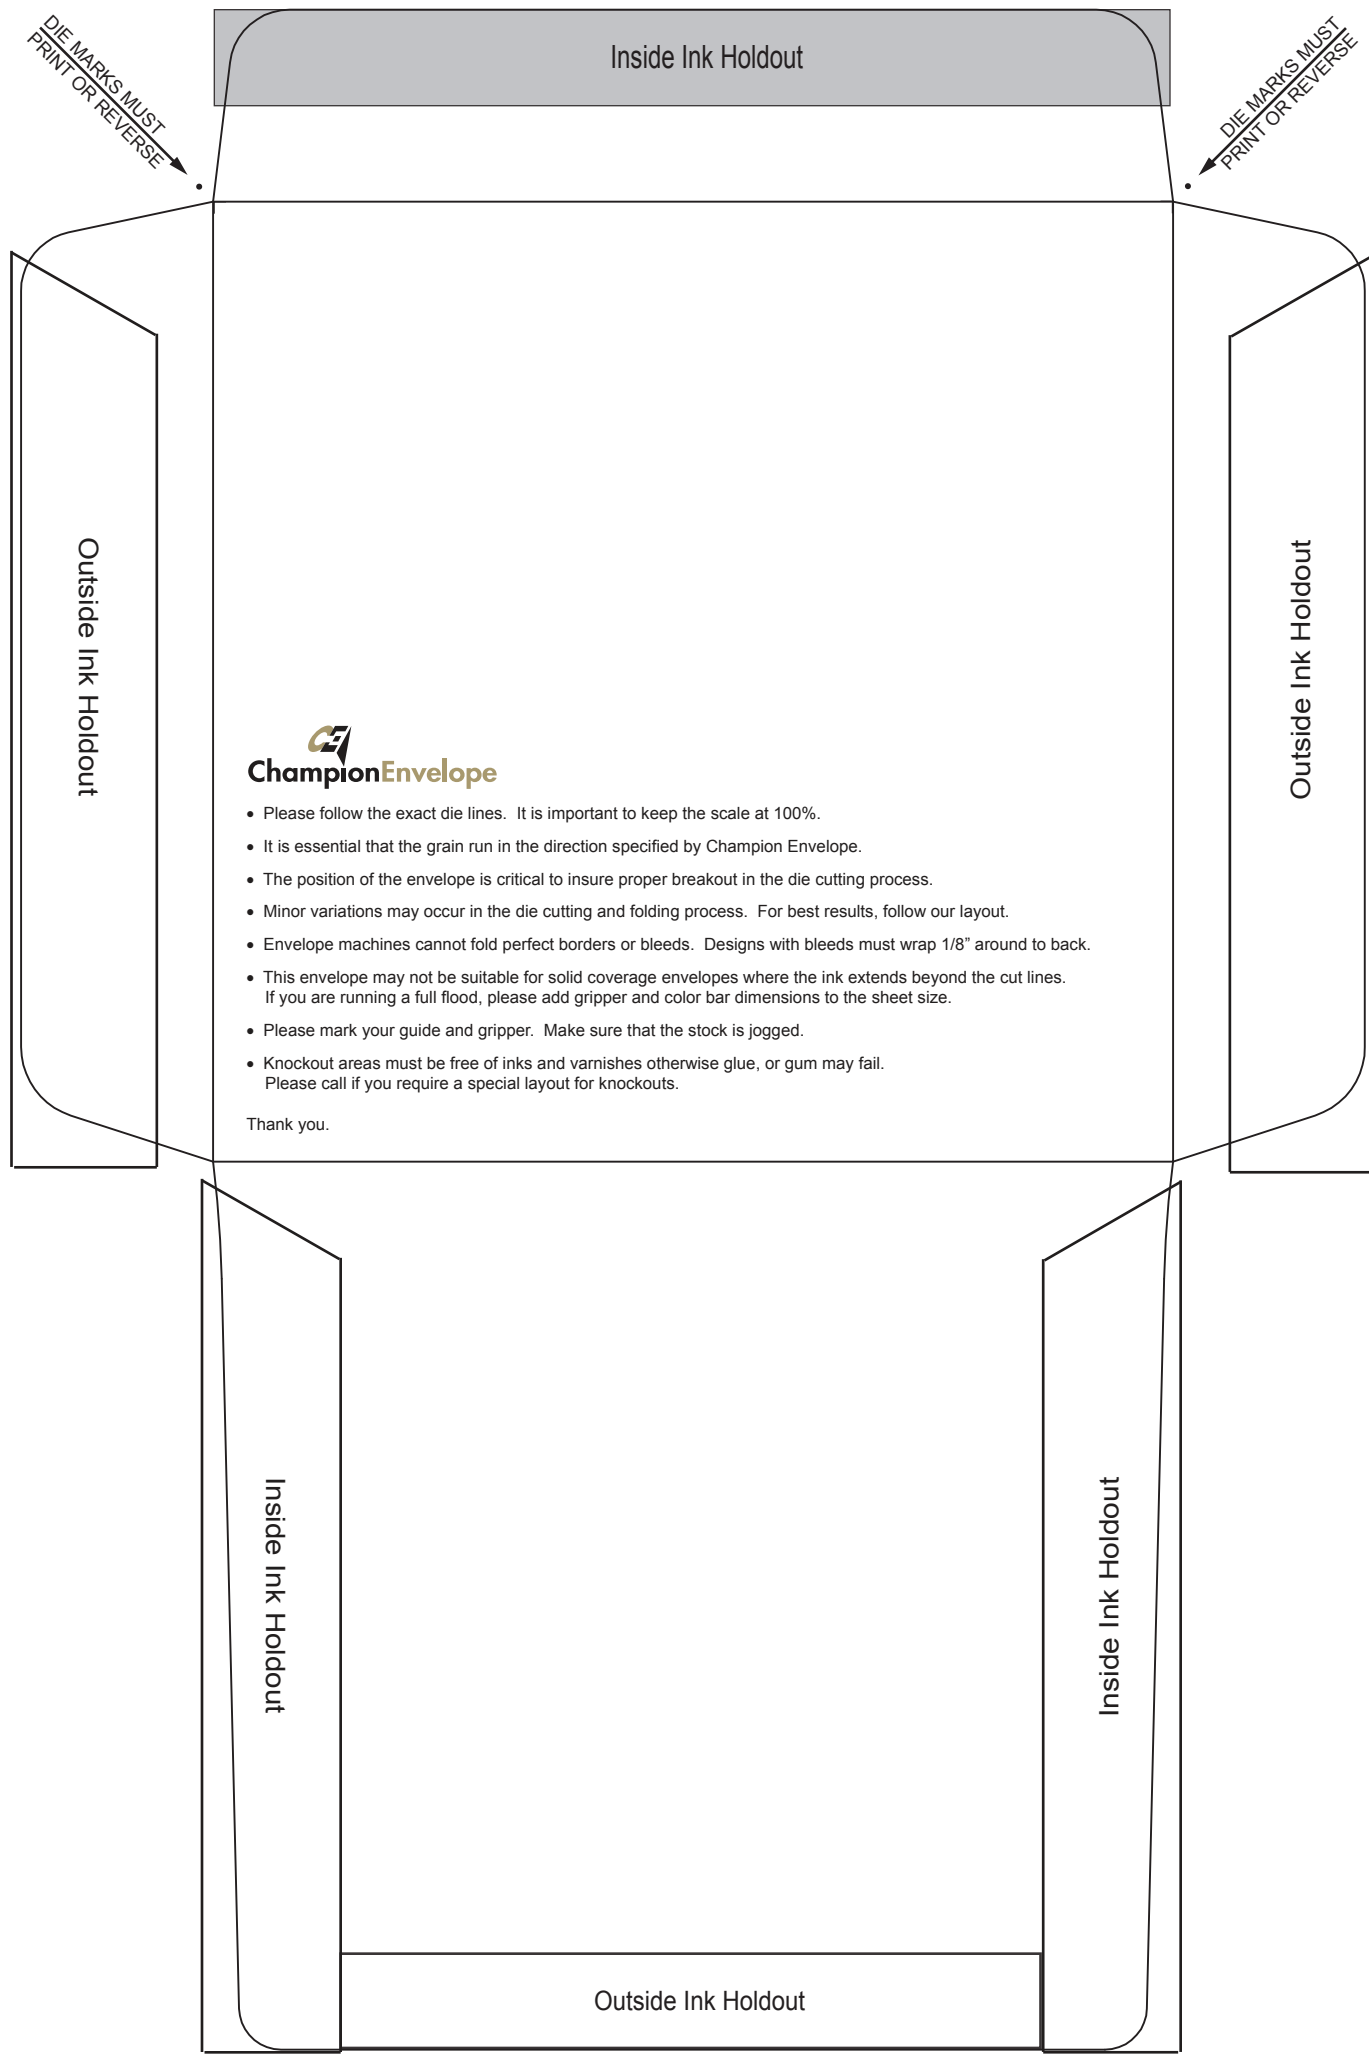 DIE MARKS MUST
PRINT OR REVERSE
Inside Ink Holdout
DIE MARKS MUST
PRINT OR REVERSE
Outside Ink Holdout
Outside Ink Holdout
CE
ChampionEnvelope
• Please follow the exact die lines.  It is important to keep the scale at 100%.
• It is essential that the grain run in the direction specified by Champion Envelope.
• The position of the envelope is critical to insure proper breakout in the die cutting process.
• Minor variations may occur in the die cutting and folding process.  For best results, follow our layout.
• Envelope machines cannot fold perfect borders or bleeds.  Designs with bleeds must wrap 1/8” around to back.
• This envelope may not be suitable for solid coverage envelopes where the ink extends beyond the cut lines.
If you are running a full flood, please add gripper and color bar dimensions to the sheet size.
• Please mark your guide and gripper.  Make sure that the stock is jogged.
• Knockout areas must be free of inks and varnishes otherwise glue, or gum may fail.
Please call if you require a special layout for knockouts.
Thank you.
Inside Ink Holdout
Inside Ink Holdout
Outside Ink Holdout